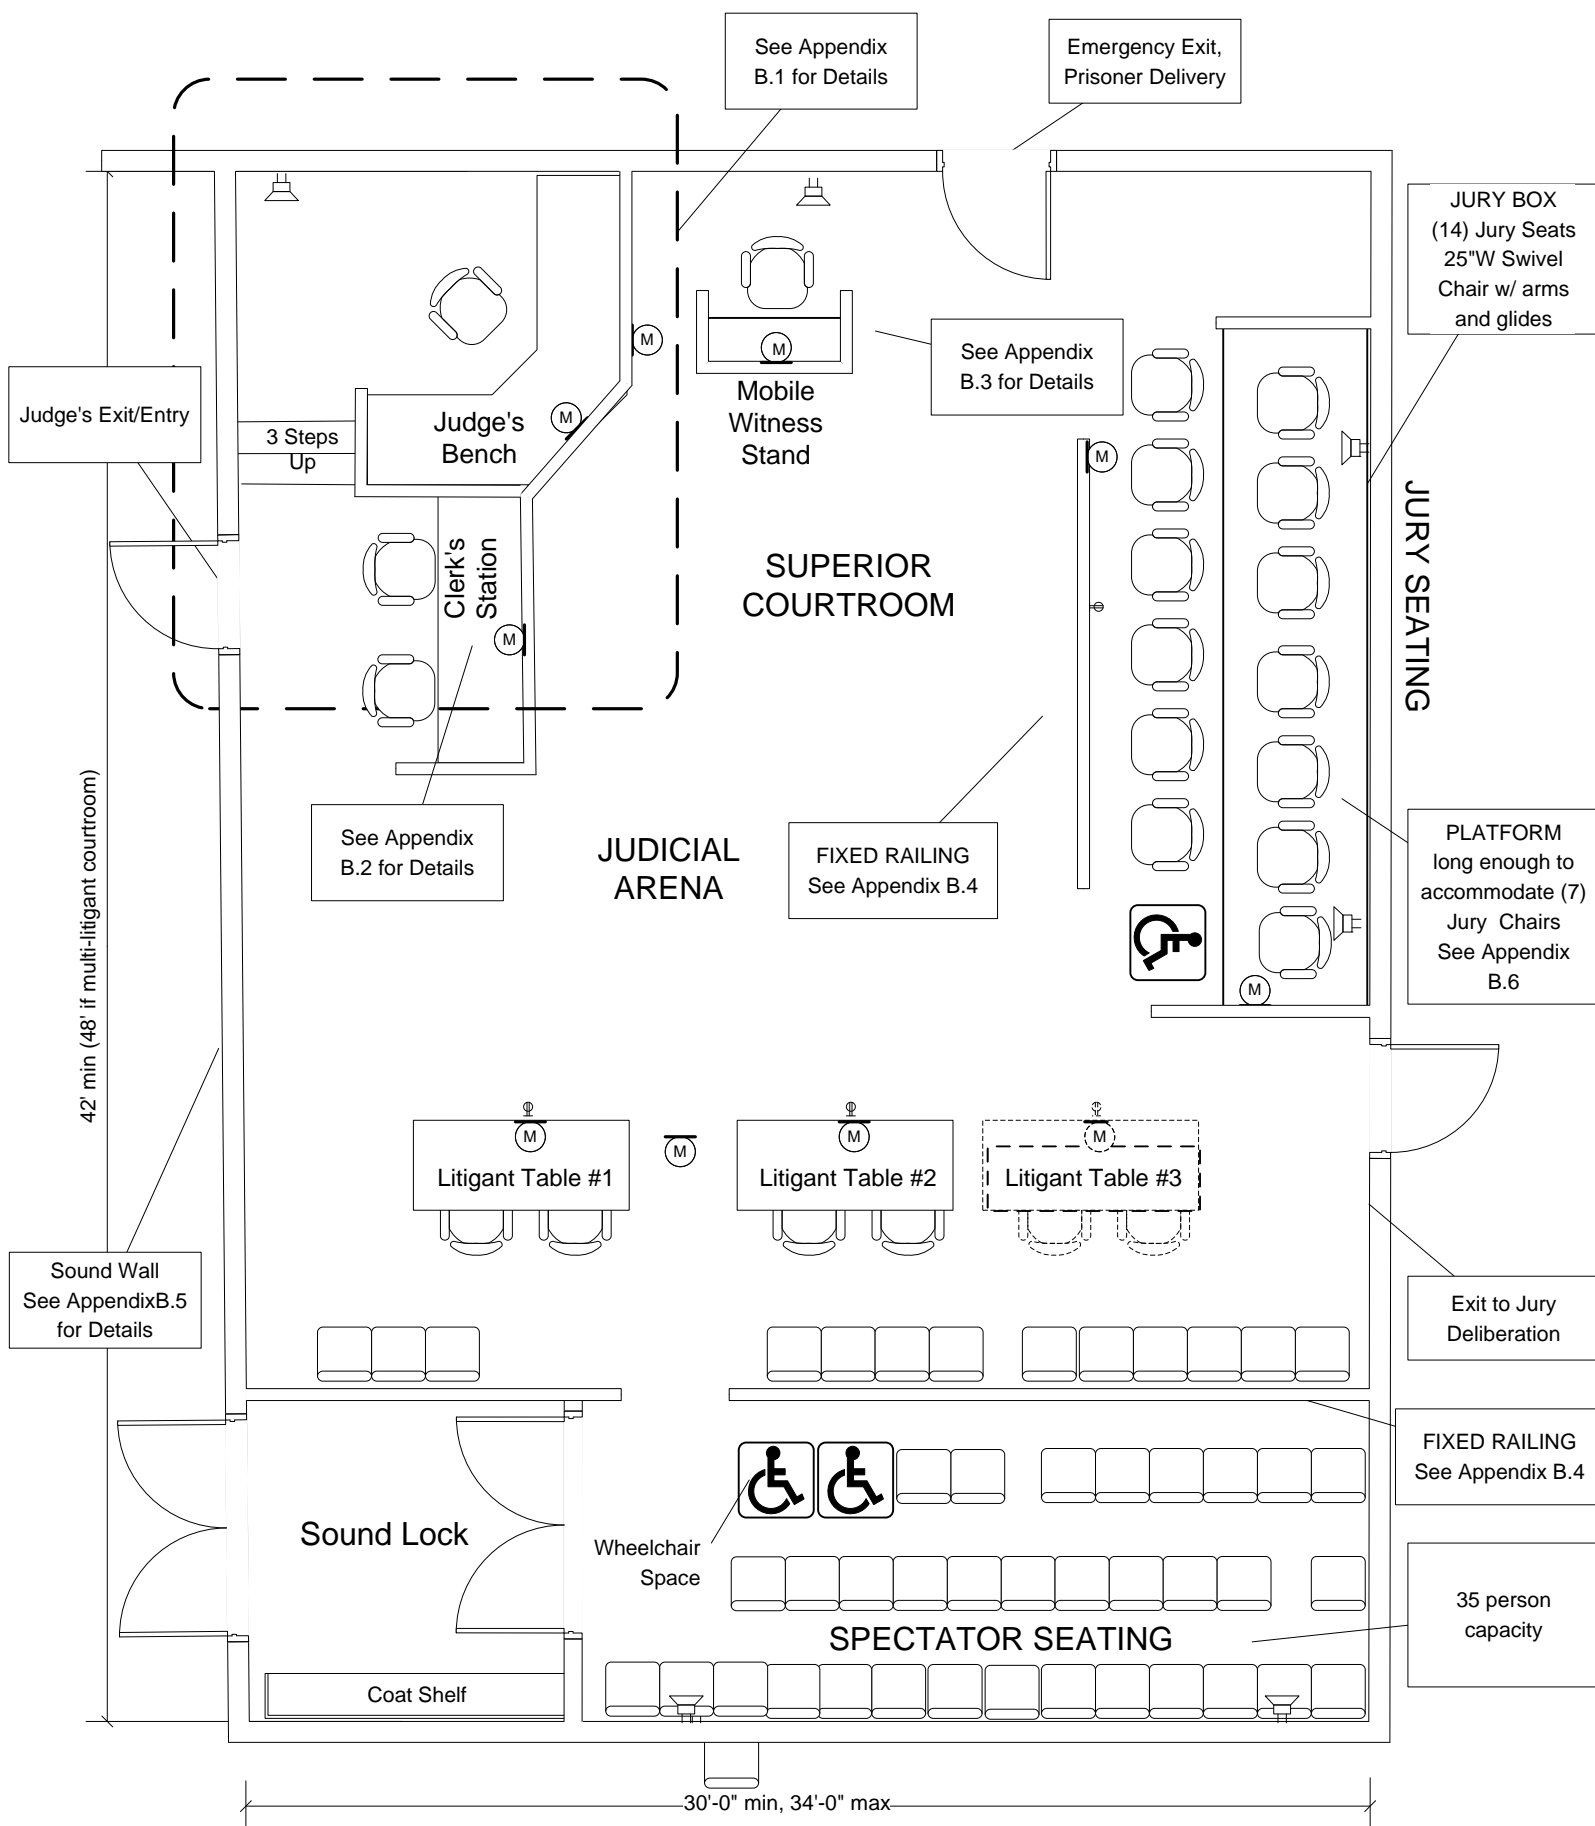 See Appendix
B.1 for Details
Emergency Exit,
Prisoner Delivery
JURY BOX
(14) Jury Seats
25"W Swivel
Chair w/ arms
and glides
See Appendix
B.3 for Details
M
M
Mobile
Witness
Stand
Judge's Exit/Entry
3 Steps
Up
Judge's
Bench
M
M
JURY SEATING
Clerk's
Station
M
SUPERIOR
COURTROOM
42' min (48' if multi-litigant courtroom)
See Appendix
B.2 for Details
JUDICIAL
ARENA
FIXED RAILING
See Appendix B.4
PLATFORM
long enough to
accommodate (7)
Jury Chairs
See Appendix
B.6
M
M
M
M
M
Litigant Table #1
Litigant Table #2
Litigant Table #3
Sound Wall
See AppendixB.5
for Details
Exit to Jury
Deliberation
FIXED RAILING
See Appendix B.4
Sound Lock
Wheelchair
Space
35 person
capacity
SPECTATOR SEATING
Coat Shelf
30'-0" min, 34'-0" max